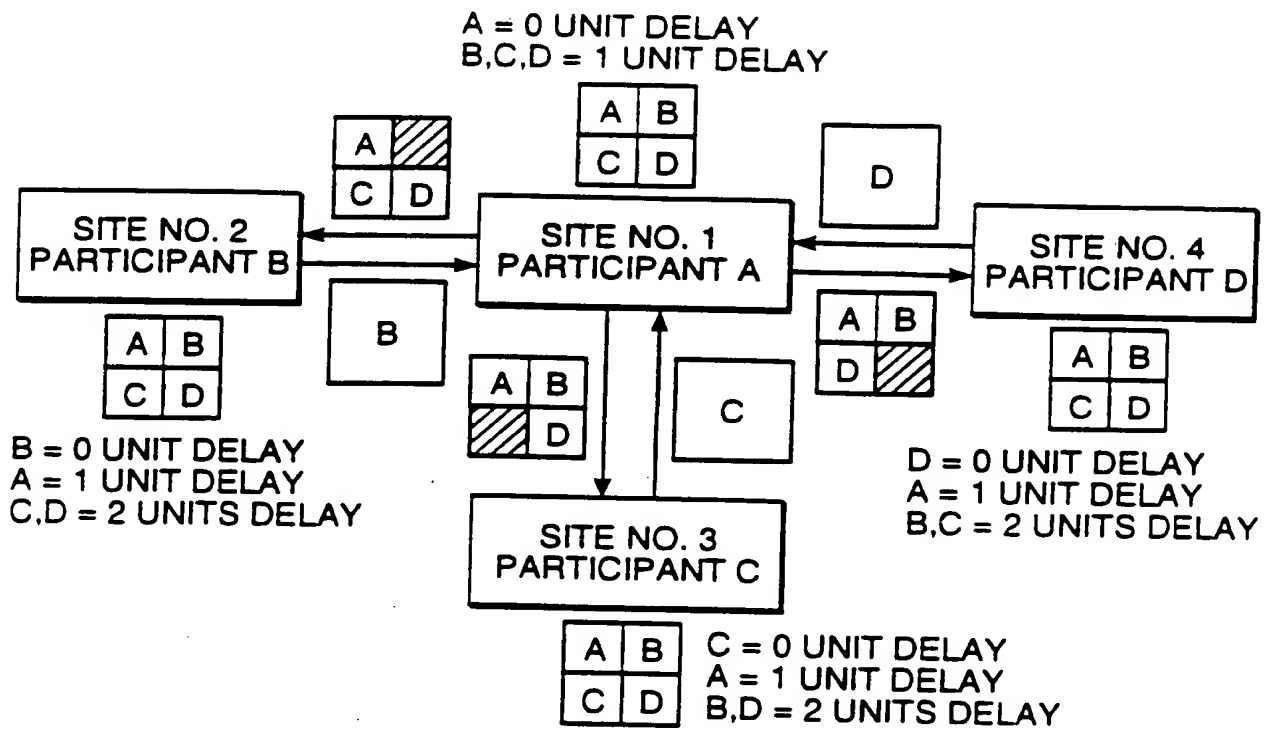 A = 0 UNIT DELAY
B,C,D = 1 UNIT DELAY
A B
C D
A
C D
D
SITE NO. 2
PARTICIPANT B
SITE NO. 1
PARTICIPANT A
SITE NO. 4
PARTICIPANT D
B
A B
C D
A B
D
C
A B
D
A B
C D
B = 0 UNIT DELAY
A = 1 UNIT DELAY
C,D = 2 UNITS DELAY
D = 0 UNIT DELAY
A = 1 UNIT DELAY
B,C = 2 UNITS DELAY
SITE NO. 3
PARTICIPANT C
A B
C D
C = 0 UNIT DELAY
A = 1 UNIT DELAY
B,D = 2 UNITS DELAY